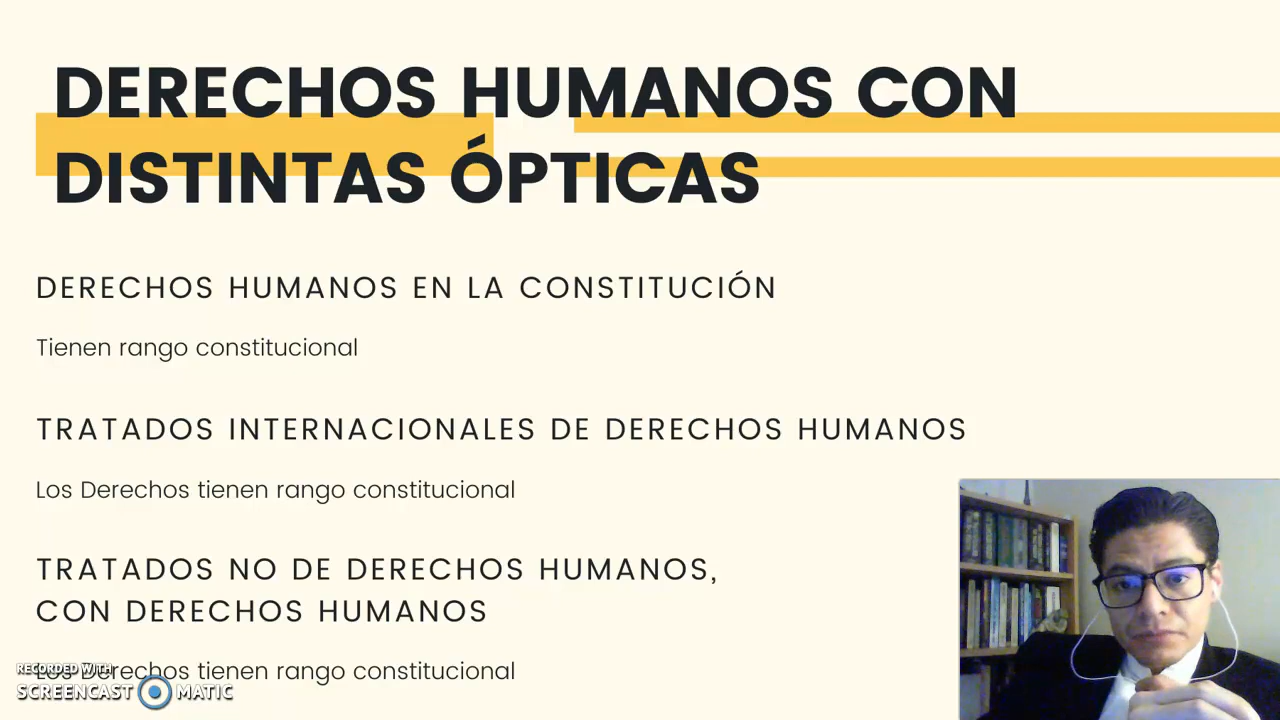 DERECHOS HUMANOS CON
DISTINTAS ÓPTICAS
DERECHOS HUMANOS EN LA CONSTITUCIÓN
Tienen rango constitucional
TRATADOS INTERNACIONALES DE DERECHOS HUMANOS
Los Derechos tienen rango constitucional
TRATADOS NO DE DERECHOS HUMANOS,
CON DERECHOS HUMANOS
Los Derechos tienen rango constitucional
RECORDED WITH
SCREENCAST MATIC